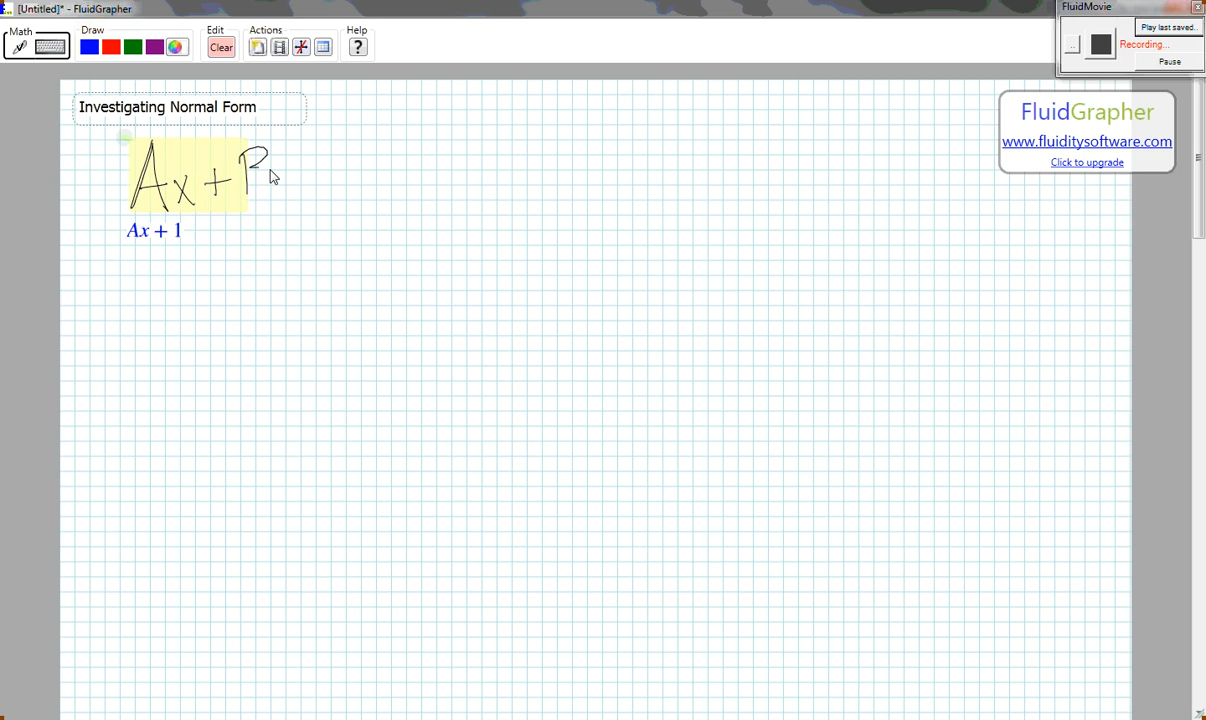 [Untitled]* - FluidGrapher
FluidMovie
Math
Draw
Edit
Actions
Help
Clear
?
Play last saved..
..
Recording...
Pause
Investigating Normal Form
FluidGrapher
www.fluiditysoftware.com
Click to upgrade
Ax +
Ax + 1